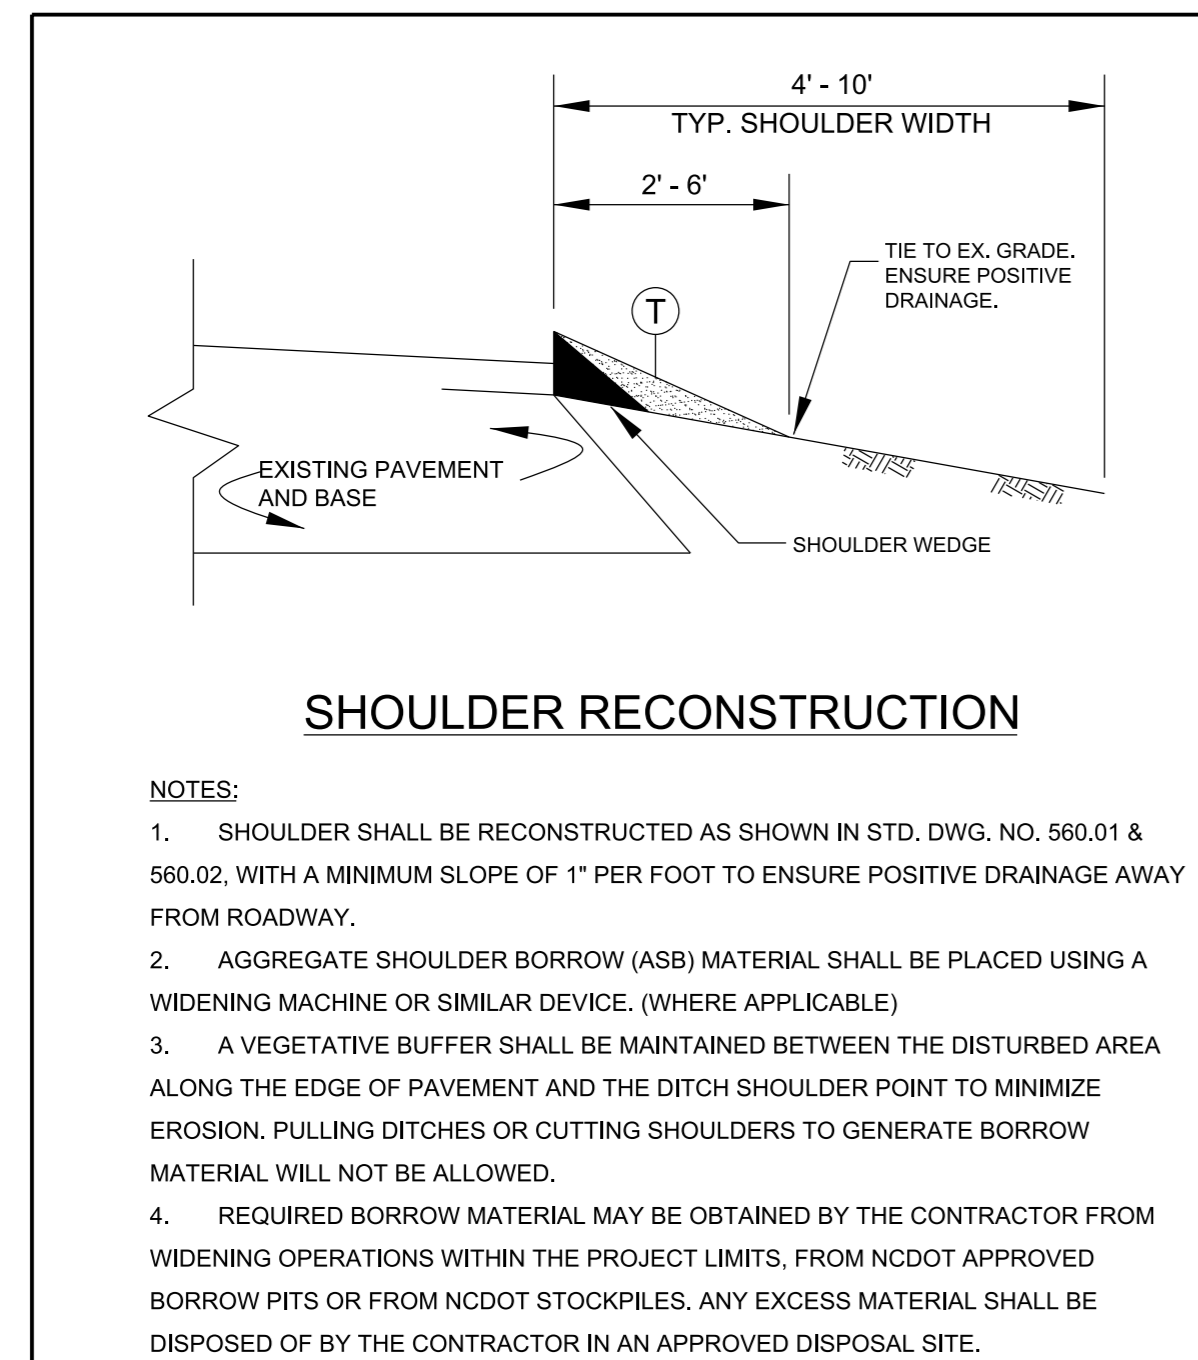 4' - 10'
TYP. SHOULDER WIDTH
2' - 6'
TIE TO EX. GRADE.
ENSURE POSITIVE
DRAINAGE.
T
EXISTING PAVEMENT
AND BASE
SHOULDER WEDGE
SHOULDER RECONSTRUCTION
NOTES:
1. SHOULDER SHALL BE RECONSTRUCTED AS SHOWN IN STD. DWG. NO. 560.01 &
560.02, WITH A MINIMUM SLOPE OF 1" PER FOOT TO ENSURE POSITIVE DRAINAGE AWAY
FROM ROADWAY.
2. AGGREGATE SHOULDER BORROW (ASB) MATERIAL SHALL BE PLACED USING A
WIDENING MACHINE OR SIMILAR DEVICE. (WHERE APPLICABLE)
3. A VEGETATIVE BUFFER SHALL BE MAINTAINED BETWEEN THE DISTURBED AREA
ALONG THE EDGE OF PAVEMENT AND THE DITCH SHOULDER POINT TO MINIMIZE
EROSION. PULLING DITCHES OR CUTTING SHOULDERS TO GENERATE BORROW
MATERIAL WILL NOT BE ALLOWED.
4. REQUIRED BORROW MATERIAL MAY BE OBTAINED BY THE CONTRACTOR FROM
WIDENING OPERATIONS WITHIN THE PROJECT LIMITS, FROM NCDOT APPROVED
BORROW PITS OR FROM NCDOT STOCKPILES. ANY EXCESS MATERIAL SHALL BE
DISPOSED OF BY THE CONTRACTOR IN AN APPROVED DISPOSAL SITE.